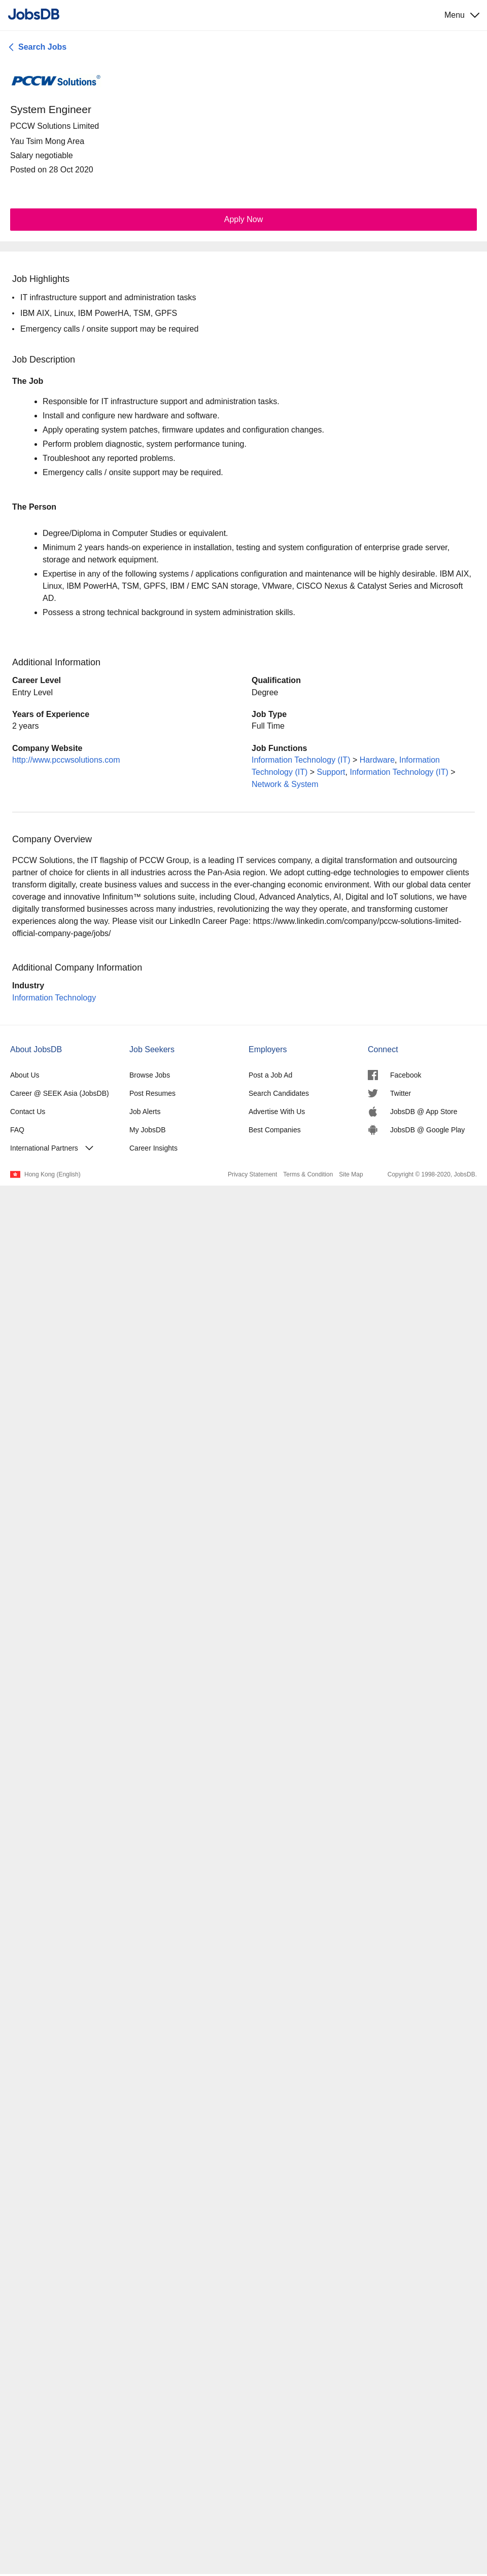 JobsDB
Menu
Search Jobs
PCCW Solutions®
System Engineer
PCCW Solutions Limited
Yau Tsim Mong Area
Salary negotiable
Posted on 28 Oct 2020
Apply Now
Job Highlights
• IT infrastructure support and administration tasks
• IBM AIX, Linux, IBM PowerHA, TSM, GPFS
• Emergency calls / onsite support may be required
Job Description
The Job
• Responsible for IT infrastructure support and administration tasks.
• Install and configure new hardware and software.
• Apply operating system patches, firmware updates and configuration changes.
• Perform problem diagnostic, system performance tuning.
• Troubleshoot any reported problems.
• Emergency calls / onsite support may be required.
The Person
• Degree/Diploma in Computer Studies or equivalent.
• Minimum 2 years hands-on experience in installation, testing and system configuration of enterprise grade server,
storage and network equipment.
• Expertise in any of the following systems / applications configuration and maintenance will be highly desirable. IBM AIX,
Linux, IBM PowerHA, TSM, GPFS, IBM / EMC SAN storage, VMware, CISCO Nexus & Catalyst Series and Microsoft
AD.
• Possess a strong technical background in system administration skills.
Additional Information
Career Level
Entry Level
Qualification
Degree
Years of Experience
2 years
Job Type
Full Time
Company Website
http://www.pccwsolutions.com
Job Functions
Information Technology (IT) > Hardware, Information
Technology (IT) > Support, Information Technology (IT) >
Network & System
Company Overview
PCCW Solutions, the IT flagship of PCCW Group, is a leading IT services company, a digital transformation and outsourcing
partner of choice for clients in all industries across the Pan-Asia region. We adopt cutting-edge technologies to empower clients
transform digitally, create business values and success in the ever-changing economic environment. With our global data center
coverage and innovative Infinitum™ solutions suite, including Cloud, Advanced Analytics, AI, Digital and IoT solutions, we have
digitally transformed businesses across many industries, revolutionizing the way they operate, and transforming customer
experiences along the way. Please visit our LinkedIn Career Page: https://www.linkedin.com/company/pccw-solutions-limited-
official-company-page/jobs/
Additional Company Information
Industry
Information Technology
About JobsDB
About Us
Career @ SEEK Asia (JobsDB)
Contact Us
FAQ
International Partners
Job Seekers
Browse Jobs
Post Resumes
Job Alerts
My JobsDB
Career Insights
Employers
Post a Job Ad
Search Candidates
Advertise With Us
Best Companies
Connect
Facebook
Twitter
JobsDB @ App Store
JobsDB @ Google Play
Hong Kong (English)
Privacy Statement Terms & Condition Site Map
Copyright © 1998-2020, JobsDB.